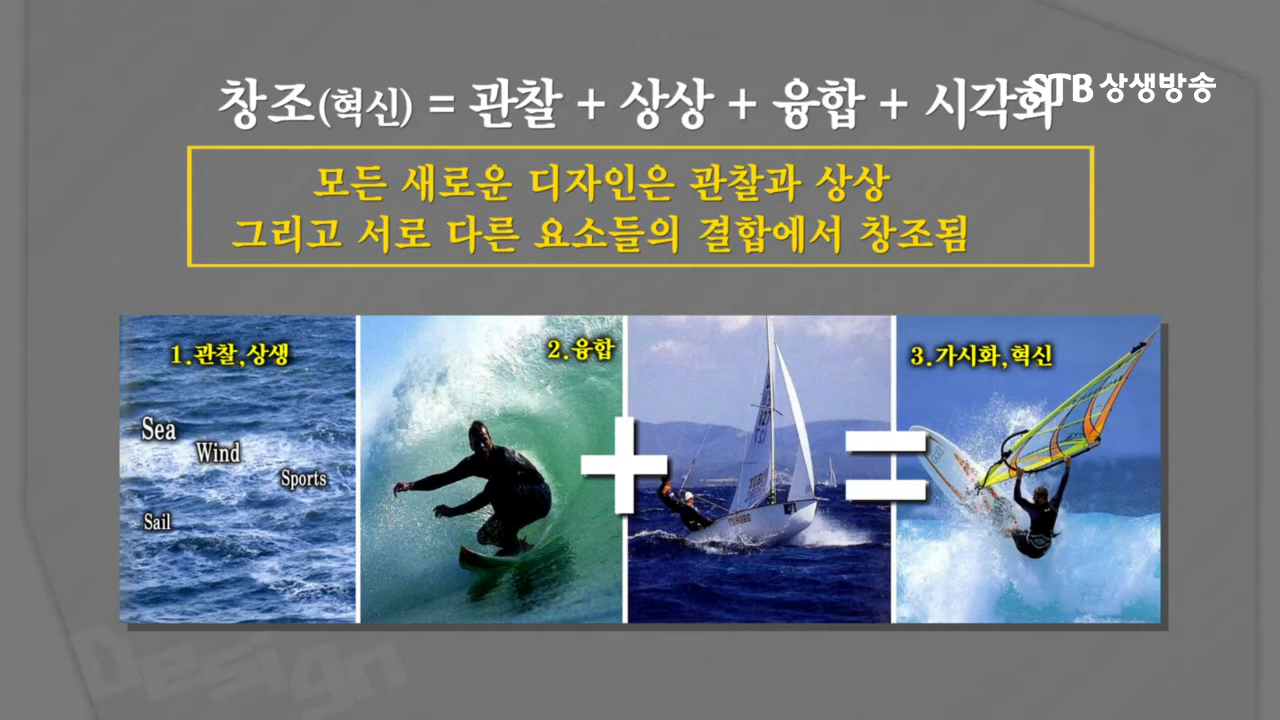 창조(혁신) = 관찰 + 상상 + 융합 + 시각화
STB 상생방송
모든 새로운 디자인은 관찰과 상상
그리고 서로 다른 요소들의 결합에서 창조됨
1.관찰,상생
2.융합
3.가시화,혁신
Sea
Wind
Sports
Sail
+
=
Design